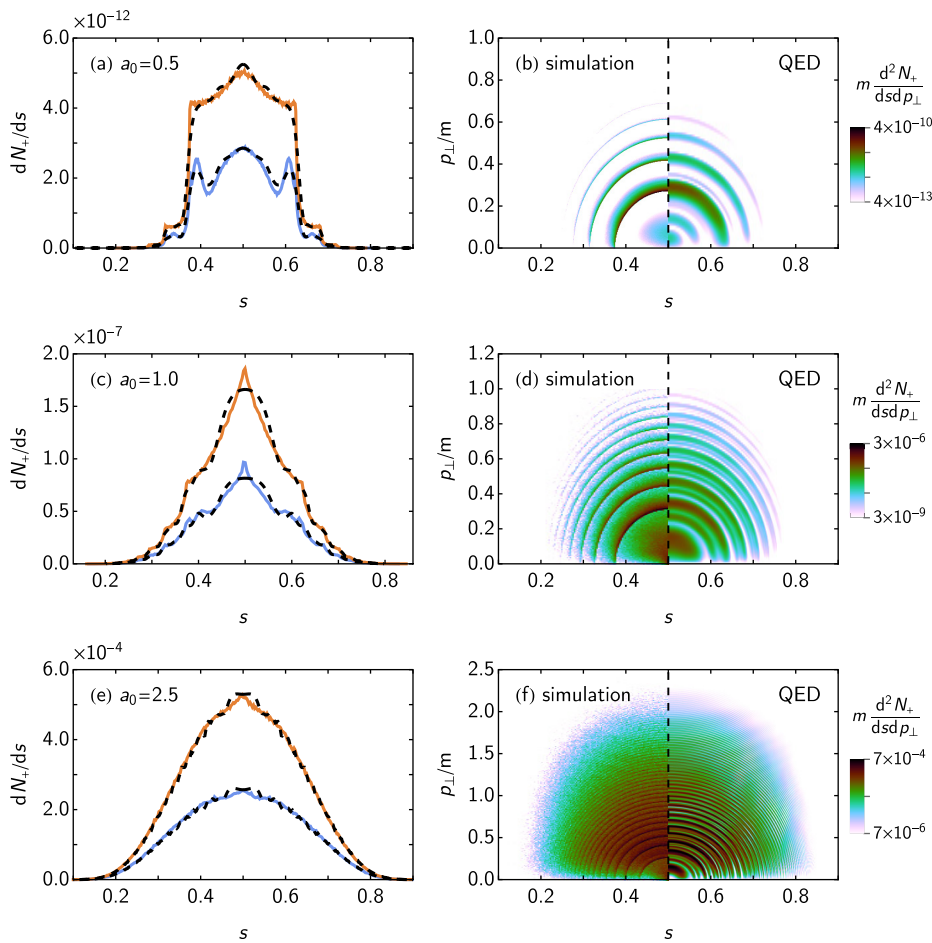 ×10⁻¹²
(a) a₀=0.5
6.0
4.0
2.0
0.0
dN₊/ds
0.2 0.4 0.6 0.8
s
(b) simulation QED
1.0
0.8
0.6
0.4
0.2
0.0
p⊥/m
0.2 0.4 0.6 0.8
s
m d²N₊/dsdp⊥
4×10⁻¹⁰
4×10⁻¹³
×10⁻⁷
(c) a₀=1.0
2.0
1.5
1.0
0.5
0.0
dN₊/ds
0.2 0.4 0.6 0.8
s
(d) simulation QED
1.2
1.0
0.8
0.6
0.4
0.2
0.0
p⊥/m
0.2 0.4 0.6 0.8
s
m d²N₊/dsdp⊥
3×10⁻⁶
3×10⁻⁹
×10⁻⁴
(e) a₀=2.5
6.0
4.0
2.0
0.0
dN₊/ds
0.2 0.4 0.6 0.8
s
(f) simulation QED
2.5
2.0
1.5
1.0
0.5
0.0
p⊥/m
0.2 0.4 0.6 0.8
s
m d²N₊/dsdp⊥
7×10⁻⁴
7×10⁻⁶